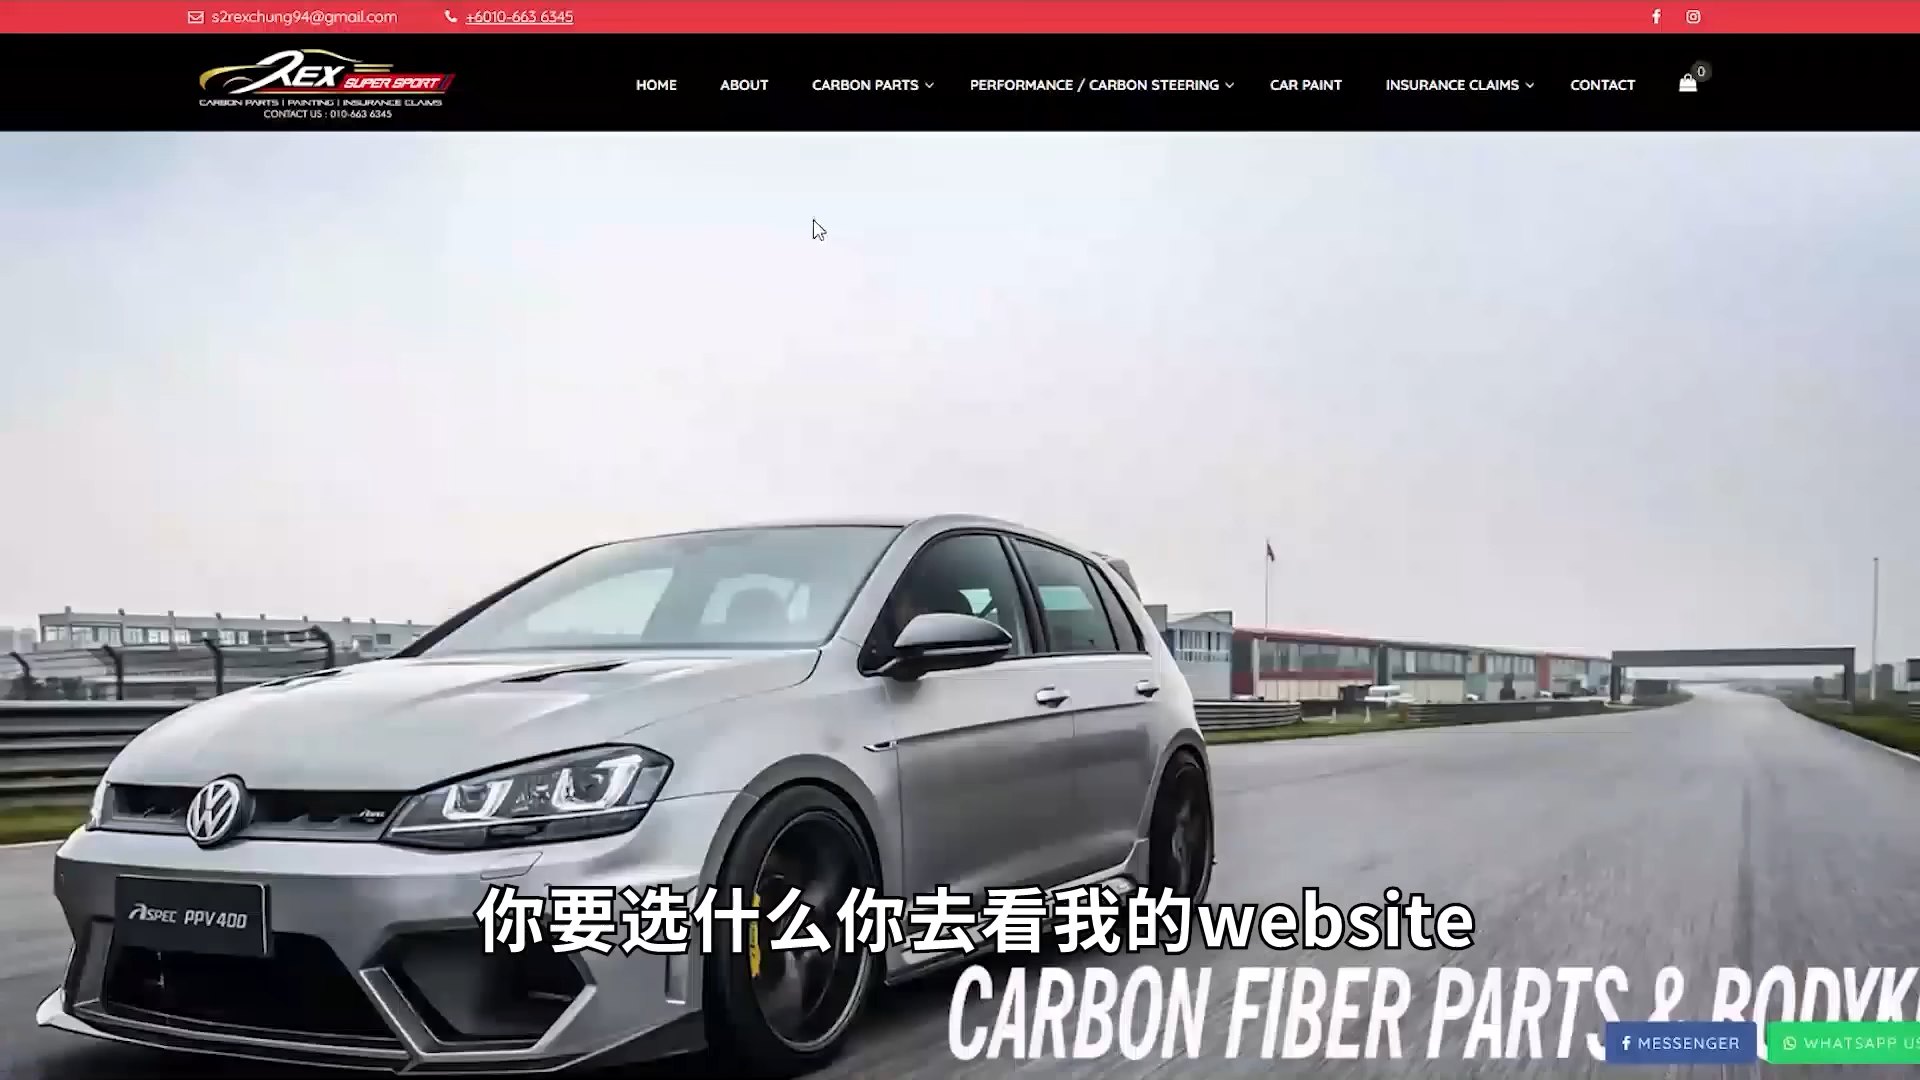 s2rexchung94@gmail.com +6010-663 6345
REX SUPER SPORT
CARBON PARTS | PAINTING | INSURANCE CLAIMS
CONTACT US : 010-663 6345
HOME ABOUT CARBON PARTS PERFORMANCE / CARBON STEERING CAR PAINT INSURANCE CLAIMS CONTACT 0
ASPEC PPV400
你要选什么你去看我的website
CARBON FIBER PARTS & BODYK
MESSENGER WHATSAPP US